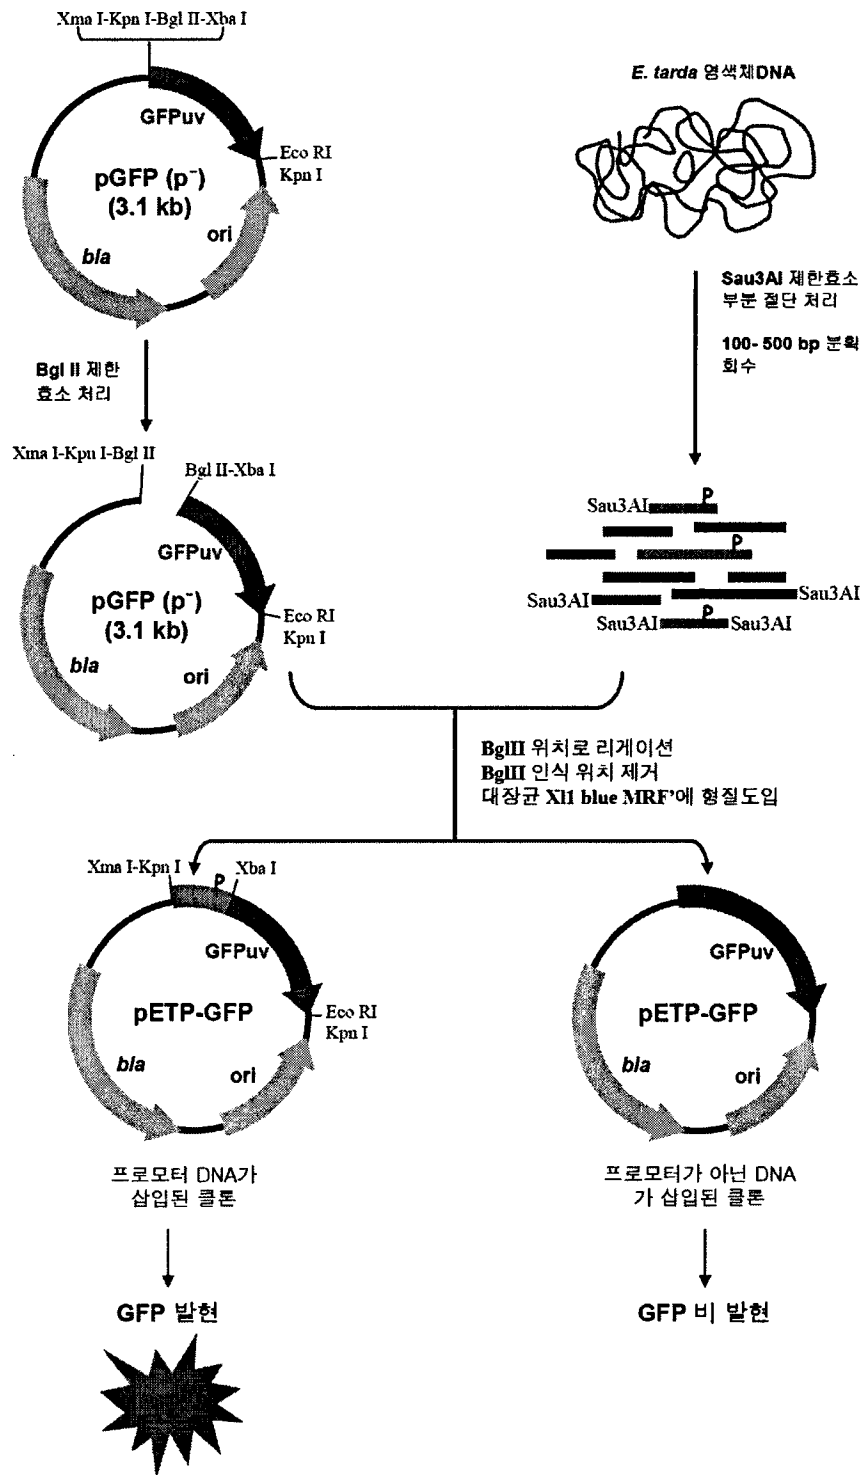 Xma I-Kpn I-Bgl II-Xba I
GFPuv
Eco RI
Kpn I
pGFP (p⁻)
(3.1 kb)
ori
bla
E. tarda 염색체DNA
Sau3AI 제한효소
부분 절단 처리
100- 500 bp 분획
회수
Bgl II 제한
효소 처리
Xma I-Kpn I-Bgl II
Bgl II-Xba I
GFPuv
Eco RI
Kpn I
pGFP (p⁻)
(3.1 kb)
bla
ori
P
Sau3AI
P
Sau3AI
Sau3AI
P
Sau3AI
Sau3AI
BglII 위치로 리게이션
BglII 인식 위치 제거
대장균 Xl1 blue MRF'에 형질도입
Xma I-Kpn I
P
Xba I
GFPuv
pETP-GFP
Eco RI
Kpn I
bla
ori
GFPuv
pETP-GFP
bla
ori
프로모터 DNA가
삽입된 클론
프로모터가 아닌 DNA
가 삽입된 클론
GFP 발현
GFP 비 발현